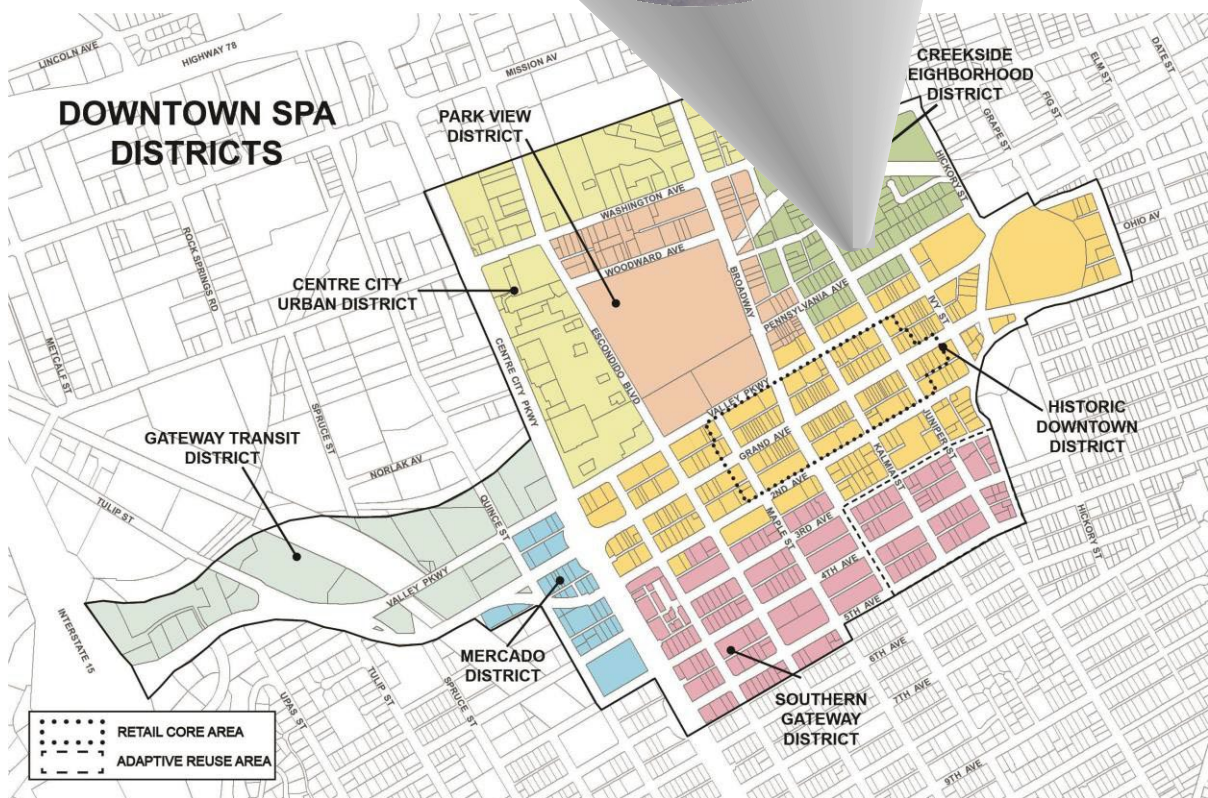 LINCOLN AVE
HIGHWAY 78
MISSION AV
ELM ST
DATE ST
FIG ST
GRAPE ST
DOWNTOWN SPA
DISTRICTS
PARK VIEW
DISTRICT
CREEKSIDE
EIGHBORHOOD
DISTRICT
HICKORY ST
WASHINGTON AVE
WOODWARD AVE
OHIO AV
ROCK SPRINGS RD
CENTRE CITY
URBAN DISTRICT
BROADWAY
PENNSYLVANIA AVE
IVY ST
METCALF ST
CENTRE CITY PKWY
ESCONDIDO BLVD
VALLEY PKWY
GRAND AVE
HISTORIC
DOWNTOWN
DISTRICT
JUNIPER ST
KALMIA ST
SPRUCE ST
GATEWAY TRANSIT
DISTRICT
NORLAK AV
2ND AVE
QUINCE ST
TULIP ST
MAPLE ST
3RD AVE
HICKORY ST
4TH AVE
VALLEY PKWY
5TH AVE
INTERSTATE 15
MERCADO
DISTRICT
6TH AVE
7TH AVE
UPAS ST
TULIP ST
SPRUCE ST
SOUTHERN
GATEWAY
DISTRICT
9TH AVE
RETAIL CORE AREA
ADAPTIVE REUSE AREA